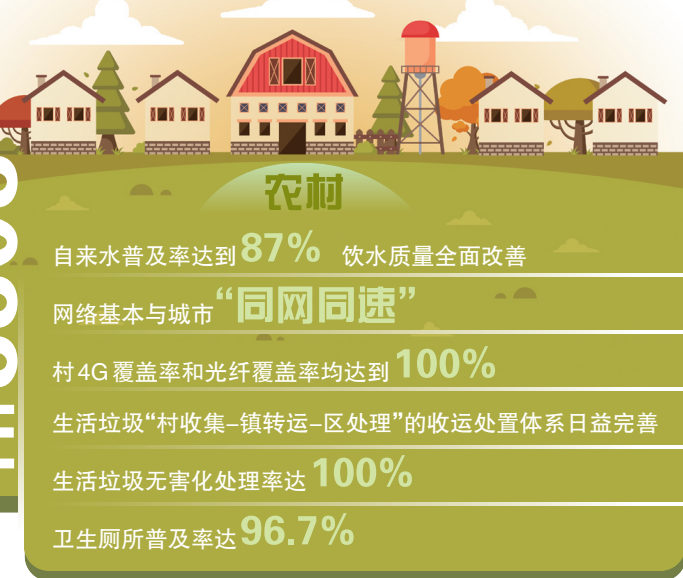 农村
自来水普及率达到87% 饮水质量全面改善
网络基本与城市“同网同速”
村4G覆盖率和光纤覆盖率均达到100%
生活垃圾“村收集–镇转运–区处理”的收运处置体系日益完善
生活垃圾无害化处理率达100%
卫生厕所普及率达96.7%